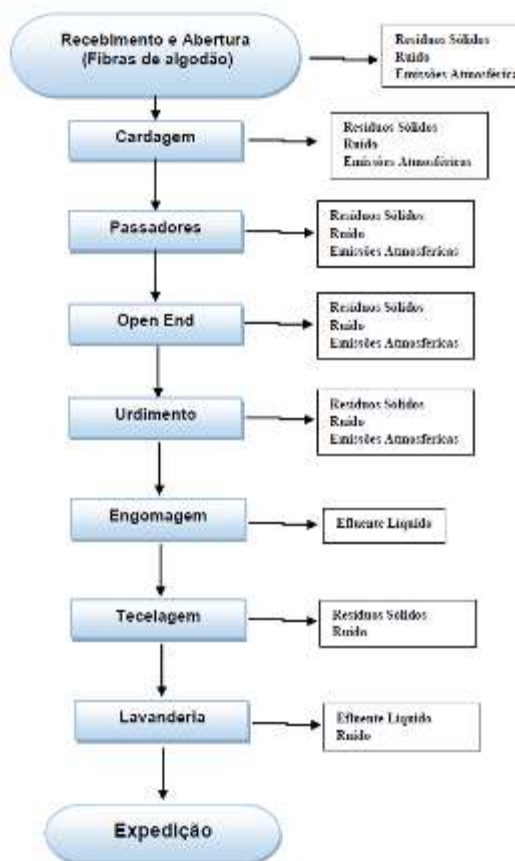 Recebimento e Abertura
(Fibras de algodão)
Resíduos Sólidos
Ruído
Emissões Atmosférica
Cardagem
Resíduos Sólidos
Ruído
Emissões Atmosféricas
Passadores
Resíduos Sólidos
Ruído
Emissões Atmosféricas
Open End
Resíduos Sólidos
Ruído
Emissões Atmosféricas
Urdimento
Resíduos Sólidos
Ruído
Emissões Atmosféricas
Engomagem
Efluente Líquido
Tecelagem
Resíduos Sólidos
Ruído
Lavanderia
Efluente Líquido
Ruído
Expedição